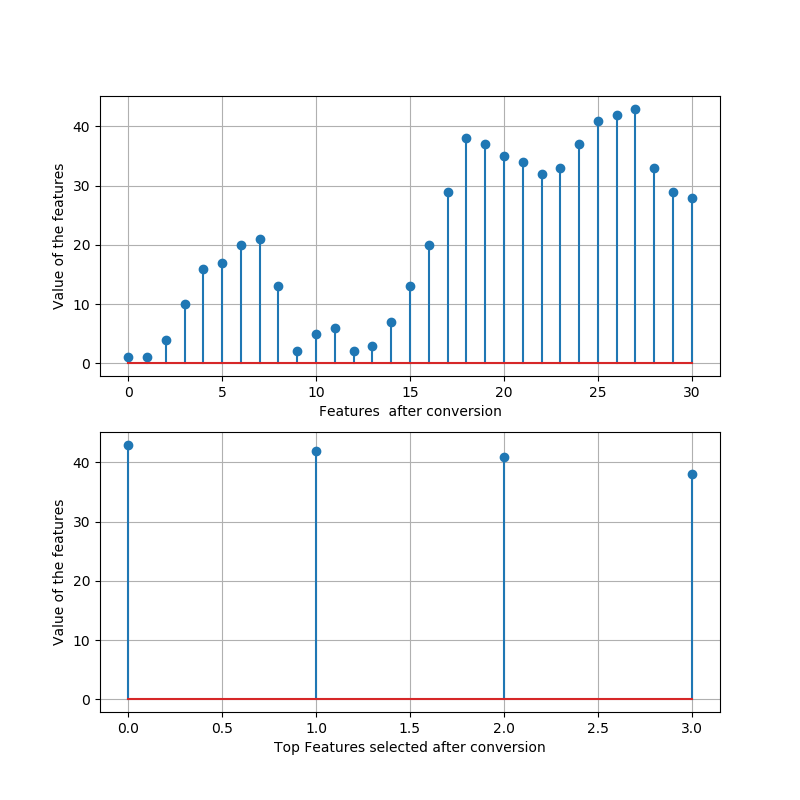 Value of the features
40
30
20
10
0
0 5 10 15 20 25 30
Features  after conversion
Value of the features
40
30
20
10
0
0.0 0.5 1.0 1.5 2.0 2.5 3.0
Top Features selected after conversion